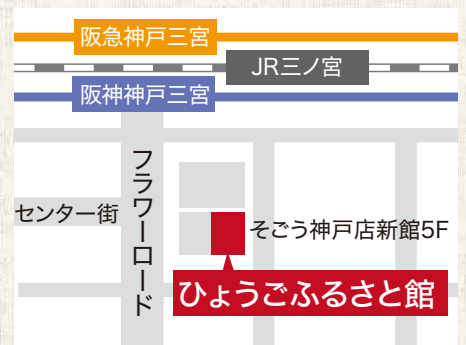 阪急神戸三宮
JR三ノ宮
阪神神戸三宮
フラワーロード
センター街
そごう神戸店新館5F
ひょうごふるさと館